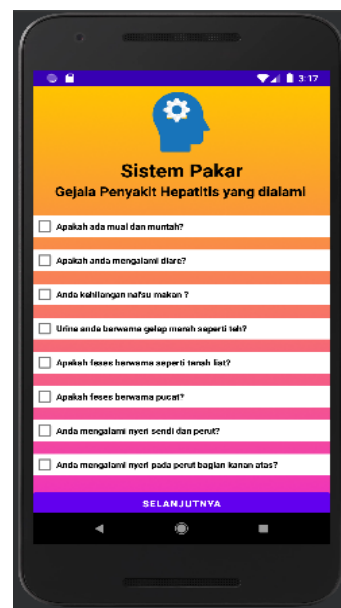 3:17
Sistem Pakar
Gejala Penyakit Hepatitis yang dialami
Apakah ada mual dan muntah?
Apakah anda mengalami diare?
Anda kehilangan nafsu makan ?
Urine anda berwarna gelap merah seperti teh?
Apakah feses berwarna seperti tanah liat?
Apakah feses berwarna pucat?
Anda mengalami nyeri sendi dan perut?
Anda mengalami nyeri pada perut bagian kanan atas?
SELANJUTNYA